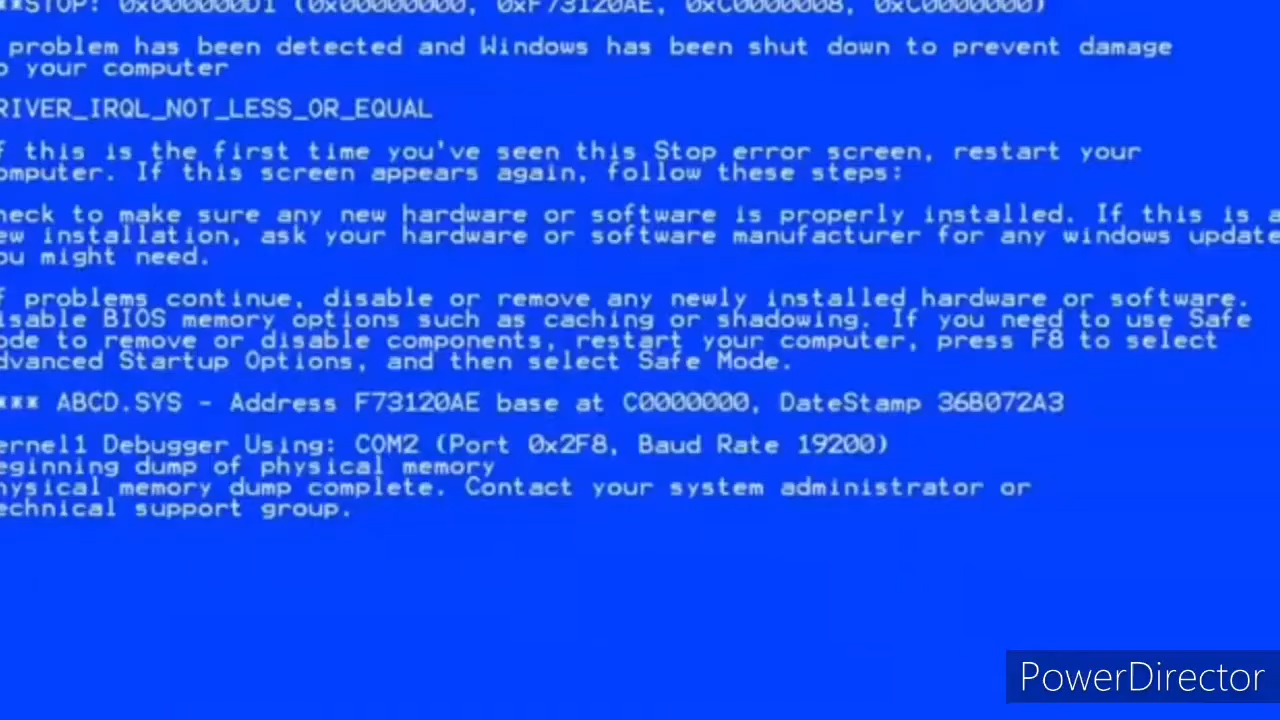 **STOP: 0x000000D1 (0x00000000, 0xF73120AE, 0xC0000008, 0xC0000000)
problem has been detected and Windows has been shut down to prevent damage
o your computer
RIVER_IRQL_NOT_LESS_OR_EQUAL
f this is the first time you've seen this Stop error screen, restart your
omputer. If this screen appears again, follow these steps:
heck to make sure any new hardware or software is properly installed. If this is a
ew installation, ask your hardware or software manufacturer for any windows update
ou might need.
f problems continue, disable or remove any newly installed hardware or software.
isable BIOS memory options such as caching or shadowing. If you need to use Safe
ode to remove or disable components, restart your computer, press F8 to select
dvanced Startup Options, and then select Safe Mode.
*** ABCD.SYS - Address F73120AE base at C0000000, DateStamp 36B072A3
ernel1 Debugger Using: COM2 (Port 0x2F8, Baud Rate 19200)
eginning dump of physical memory
hysical memory dump complete. Contact your system administrator or
echnical support group.
PowerDirector